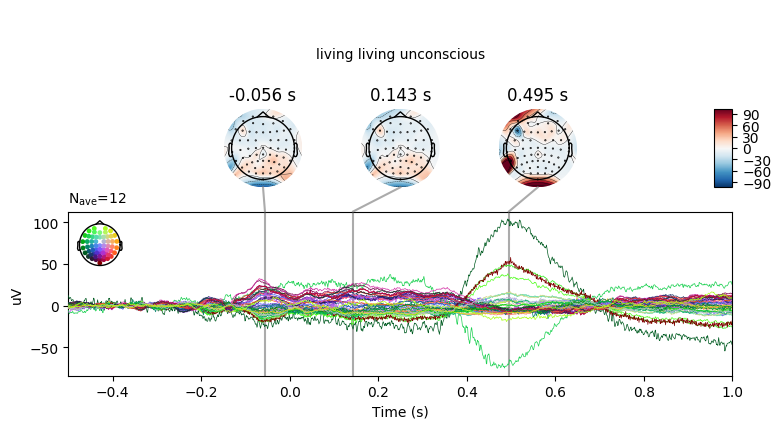 living living unconscious
-0.056 s 0.143 s 0.495 s
90
60
30
0
−30
−60
−90
Nave=12
100
50
0
−50
uV
−0.4 −0.2 0.0 0.2 0.4 0.6 0.8 1.0
Time (s)